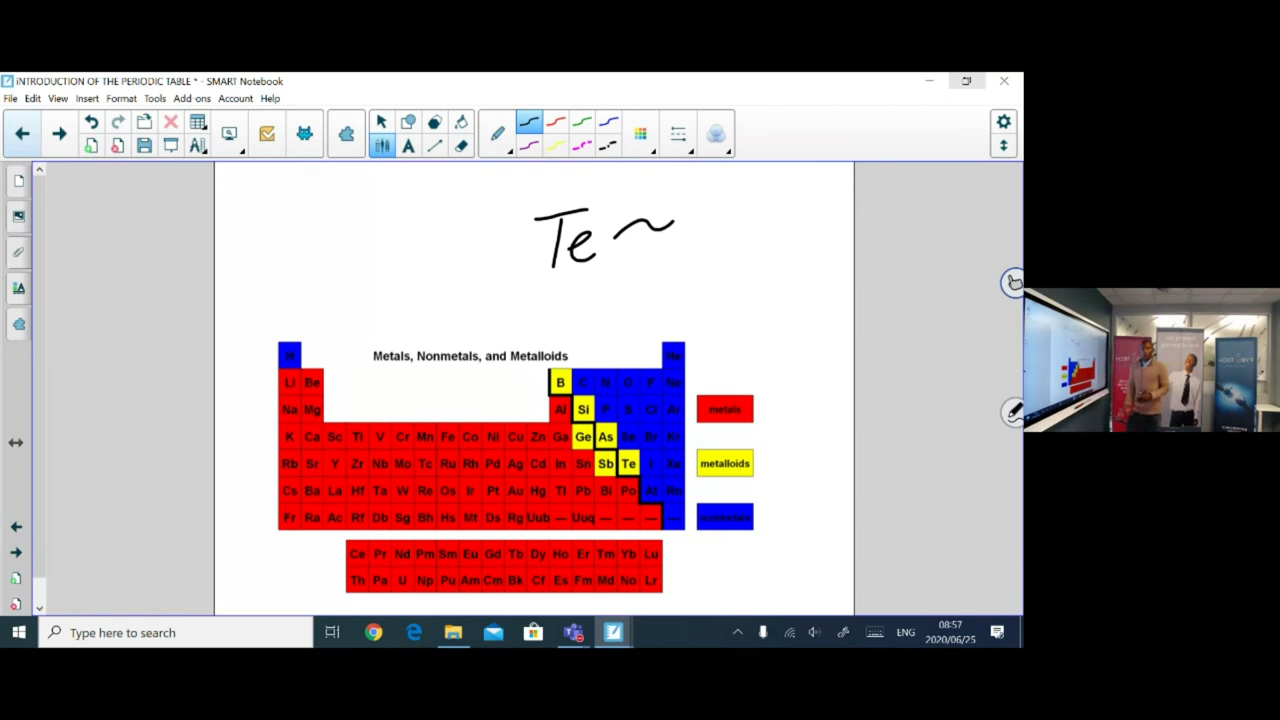 iNTRODUCTION OF THE PERIODIC TABLE * - SMART Notebook
File Edit View Insert Format Tools Add-ons Account Help
Te ~
Metals, Nonmetals, and Metalloids
H He
Li Be B C N O F Ne
Na Mg Al Si P S Cl Ar
metals
K Ca Sc Ti V Cr Mn Fe Co Ni Cu Zn Ga Ge As Se Br Kr
Rb Sr Y Zr Nb Mo Tc Ru Rh Pd Ag Cd In Sn Sb Te I Xe
metalloids
Cs Ba La Hf Ta W Re Os Ir Pt Au Hg Tl Pb Bi Po At Rn
Fr Ra Ac Rf Db Sg Bh Hs Mt Ds Rg Uub — Uuq — — — —
nonmetals
Ce Pr Nd Pm Sm Eu Gd Tb Dy Ho Er Tm Yb Lu
Th Pa U Np Pu Am Cm Bk Cf Es Fm Md No Lr
Type here to search
ENG
08:57
2020/06/25